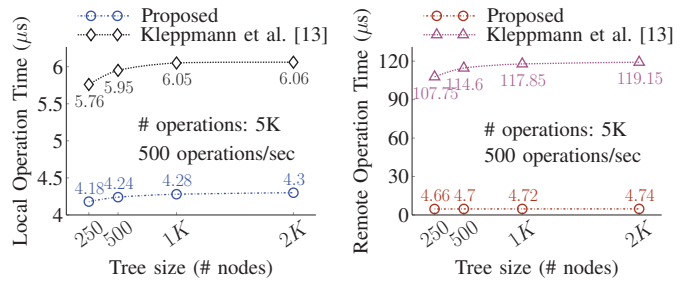 Proposed
Kleppmann et al. [13]
Local Operation Time (μs)
6
5.5
5
4.5
4
5.76
5.95
6.05
6.06
# operations: 5K
500 operations/sec
4.18
4.24
4.28
4.3
250
500
1K
2K
Tree size (# nodes)
Proposed
Kleppmann et al. [13]
Remote Operation Time (μs)
120
90
60
30
0
107.75
114.6
117.85
119.15
# operations: 5K
500 operations/sec
4.66
4.7
4.72
4.74
250
500
1K
2K
Tree size (# nodes)